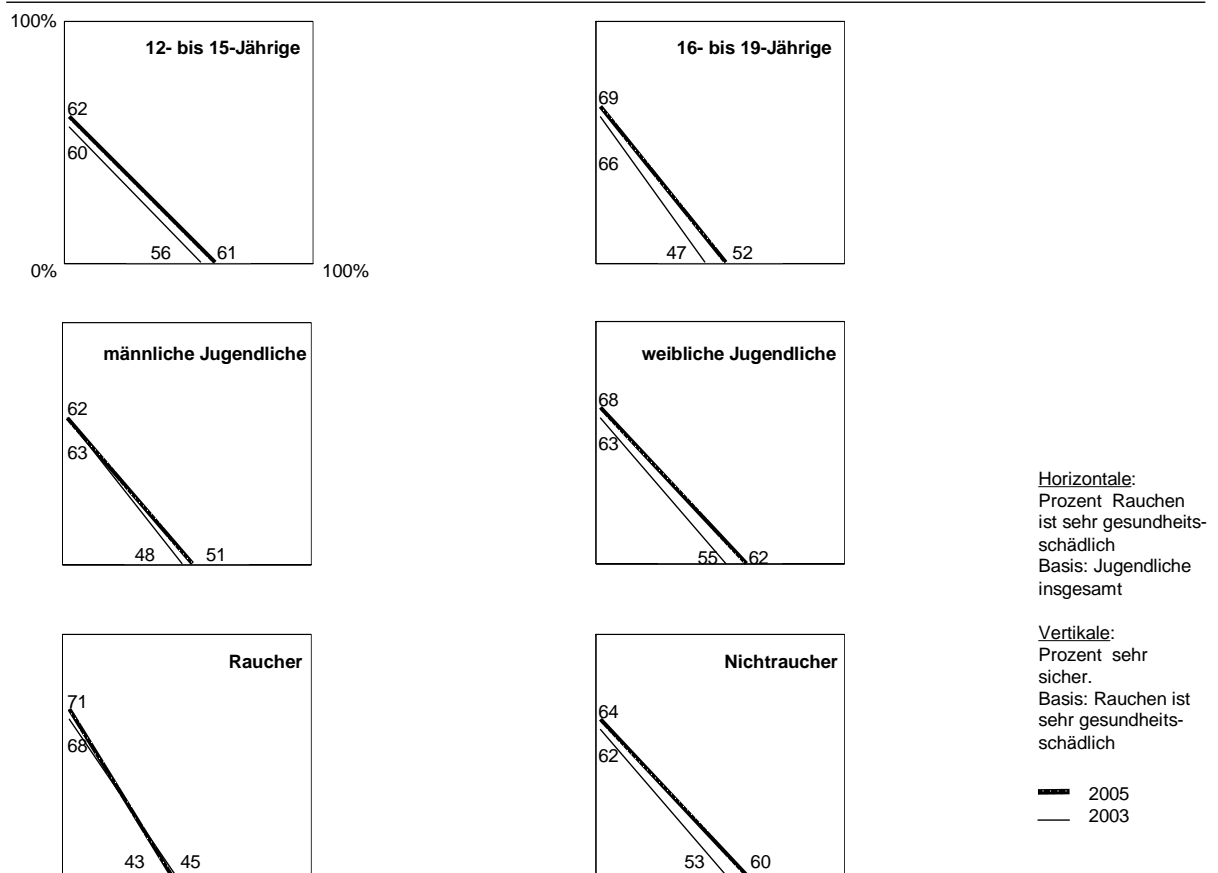 100%
12- bis 15-Jährige
62
60
56
61
0%
100%
16- bis 19-Jährige
69
66
47
52
männliche Jugendliche
62
63
48
51
weibliche Jugendliche
68
63
55
62
Raucher
71
68
43
45
Nichtraucher
64
62
53
60
Horizontale:
Prozent Rauchen
ist sehr gesundheits-
schädlich
Basis: Jugendliche
insgesamt
Vertikale:
Prozent sehr
sicher.
Basis: Rauchen ist
sehr gesundheits-
schädlich
2005
2003